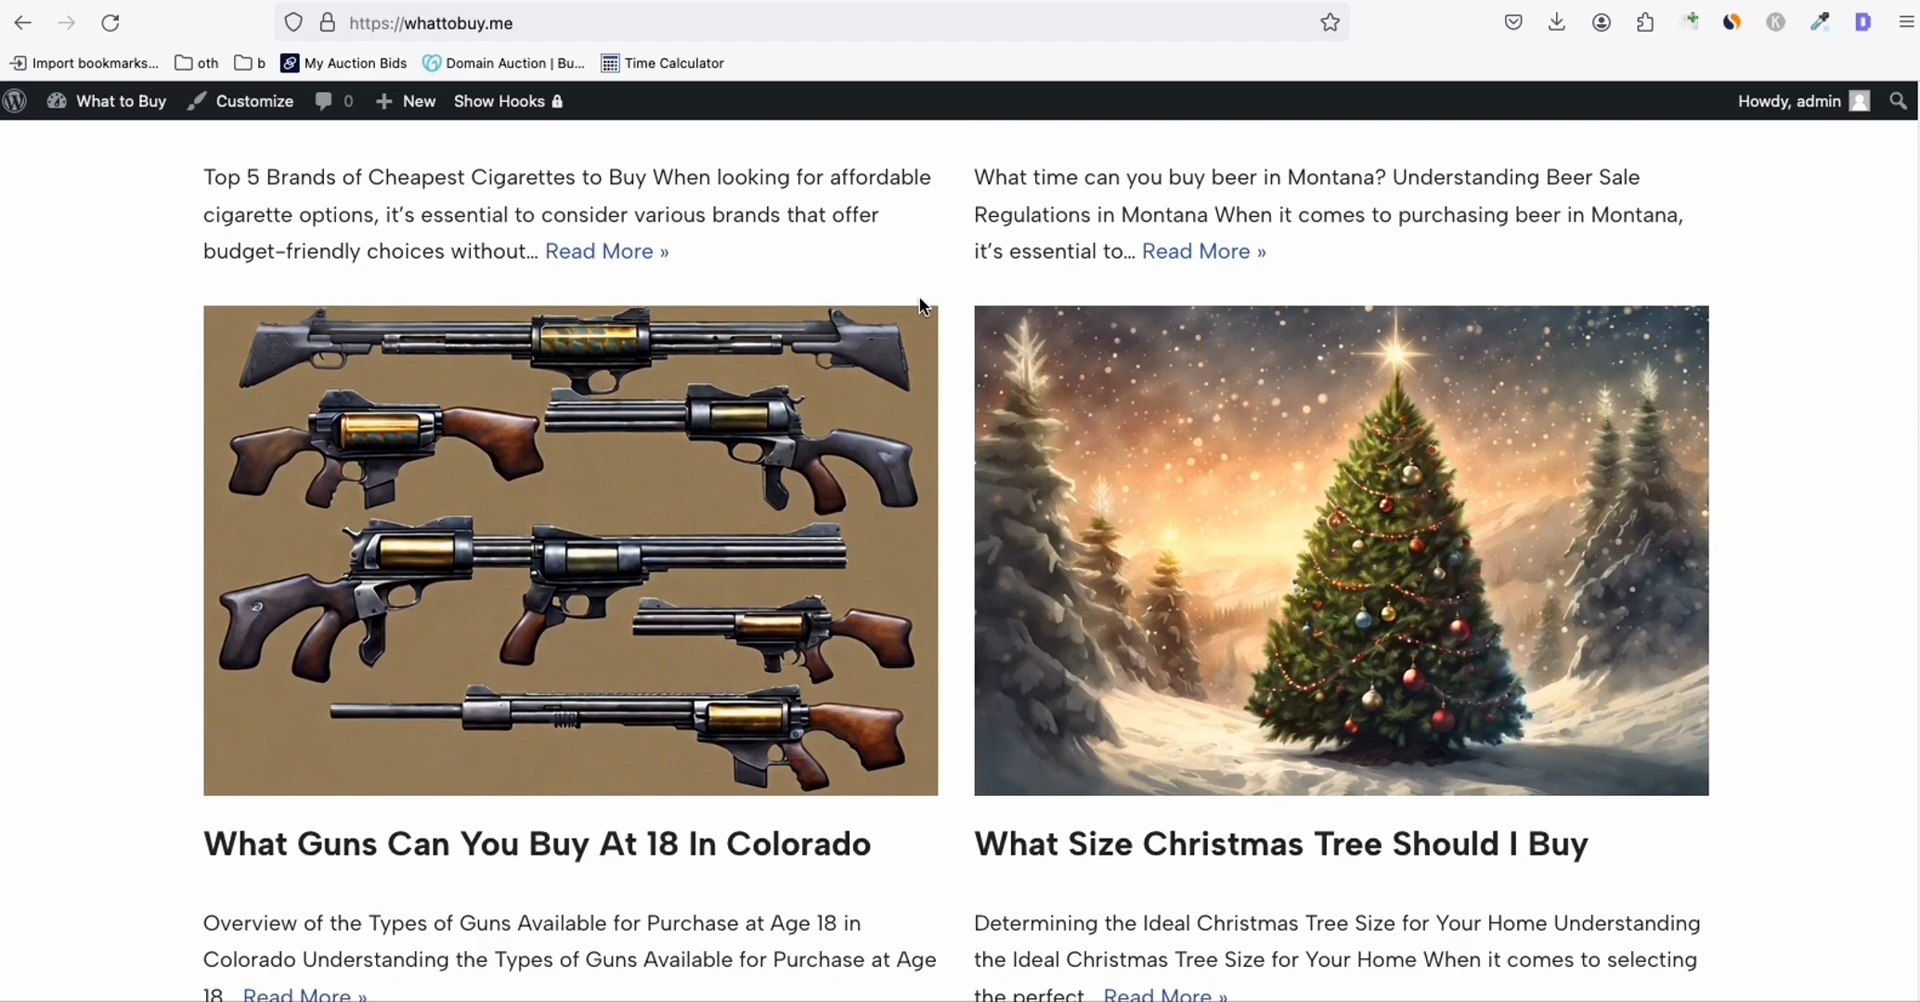 https://whattobuy.me
Import bookmarks... oth b My Auction Bids Domain Auction | Bu... Time Calculator
What to Buy Customize 0 New Show Hooks Howdy, admin
Top 5 Brands of Cheapest Cigarettes to Buy When looking for affordable
cigarette options, it's essential to consider various brands that offer
budget-friendly choices without... Read More »
What time can you buy beer in Montana? Understanding Beer Sale
Regulations in Montana When it comes to purchasing beer in Montana,
it's essential to... Read More »
What Guns Can You Buy At 18 In Colorado
Overview of the Types of Guns Available for Purchase at Age 18 in
Colorado Understanding the Types of Guns Available for Purchase at Age
18... Read More »
What Size Christmas Tree Should I Buy
Determining the Ideal Christmas Tree Size for Your Home Understanding
the Ideal Christmas Tree Size for Your Home When it comes to selecting
the perfect... Read More »